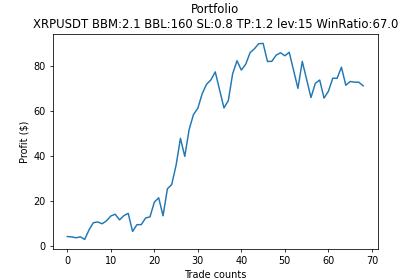 Portfolio
XRPUSDT BBM:2.1 BBL:160 SL:0.8 TP:1.2 lev:15 WinRatio:67.0
80
60
40
20
0
Profit ($)
0 10 20 30 40 50 60 70
Trade counts